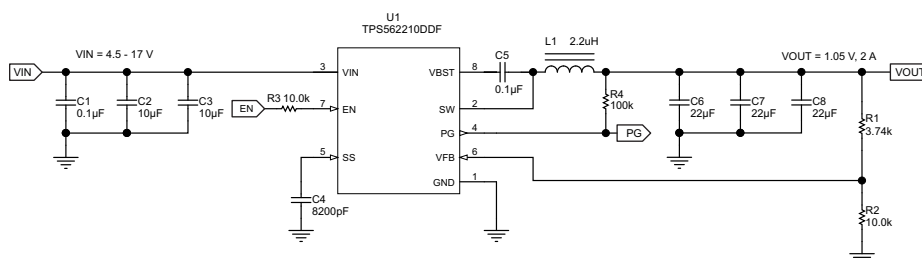 U1
TPS562210DDF
VIN = 4.5 - 17 V
L1 2.2uH
VOUT = 1.05 V, 2 A
VIN
3
VIN
VBST
8
C5
0.1µF
VOUT
C1
0.1µF
C2
10µF
C3
10µF
EN
R3 10.0k
7
EN
SW
2
R4
100k
C6
22µF
C7
22µF
C8
22µF
R1
3.74k
PG
4
PG
5
SS
VFB
6
GND
1
C4
8200pF
R2
10.0k